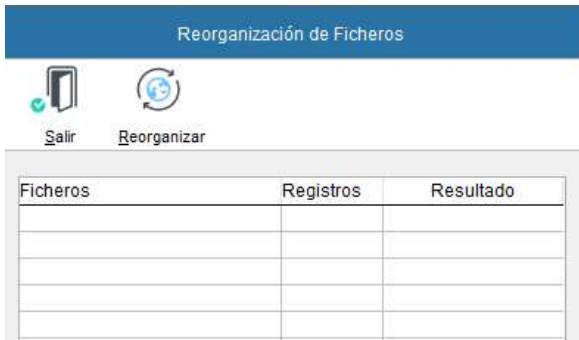 Reorganización de Ficheros
Salir Reorganizar
Ficheros Registros Resultado